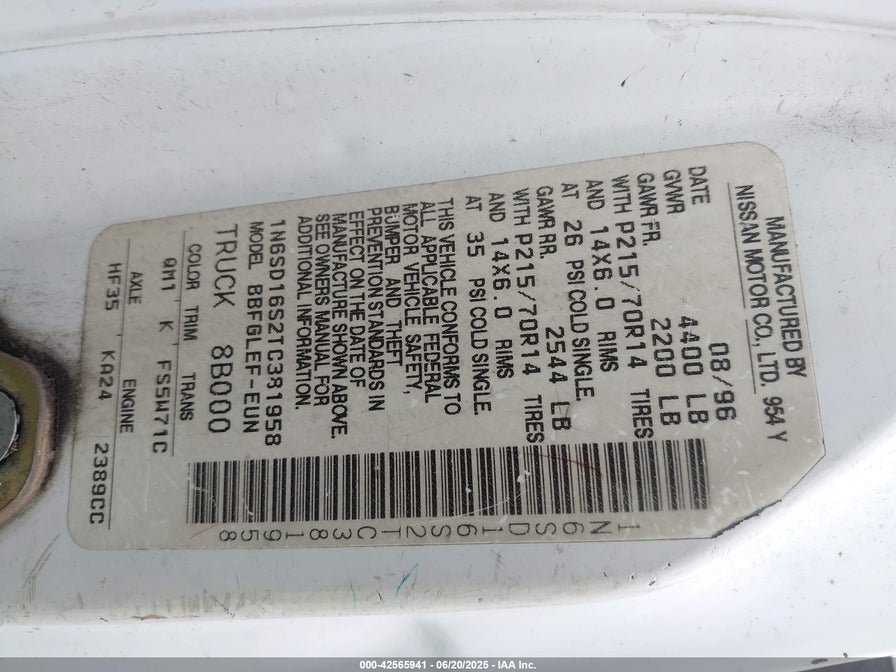 MANUFACTURED BY
NISSAN MOTOR CO., LTD. 954Y
DATE 08/96
GVWR 4400 LB
GAWR FR. 2200 LB
WITH P215/70R14 TIRES
AND 14X6.0 RIMS
AT 26 PSI COLD SINGLE.
GAWR RR. 2544 LB
WITH P215/70R14 TIRES
AND 14X6.0 RIMS
AT 35 PSI COLD SINGLE.
THIS VEHICLE CONFORMS TO
ALL APPLICABLE FEDERAL
MOTOR VEHICLE SAFETY,
BUMPER AND THEFT
PREVENTION STANDARDS IN
EFFECT ON THE DATE OF
MANUFACTURE SHOWN ABOVE.
SEE OWNERS MANUAL FOR
ADDITIONAL INFORMATION.
1N6SD16S2TC381958
MODEL BBFGLEF-EUN
TRUCK 8B000
COLOR TRIM TRANS
QM1 K FS5W71C
AXLE ENGINE
HF35 KA24 2389CC
1N6SD16S2TC381958
000-42565941 - 06/20/2025 - IAA Inc.